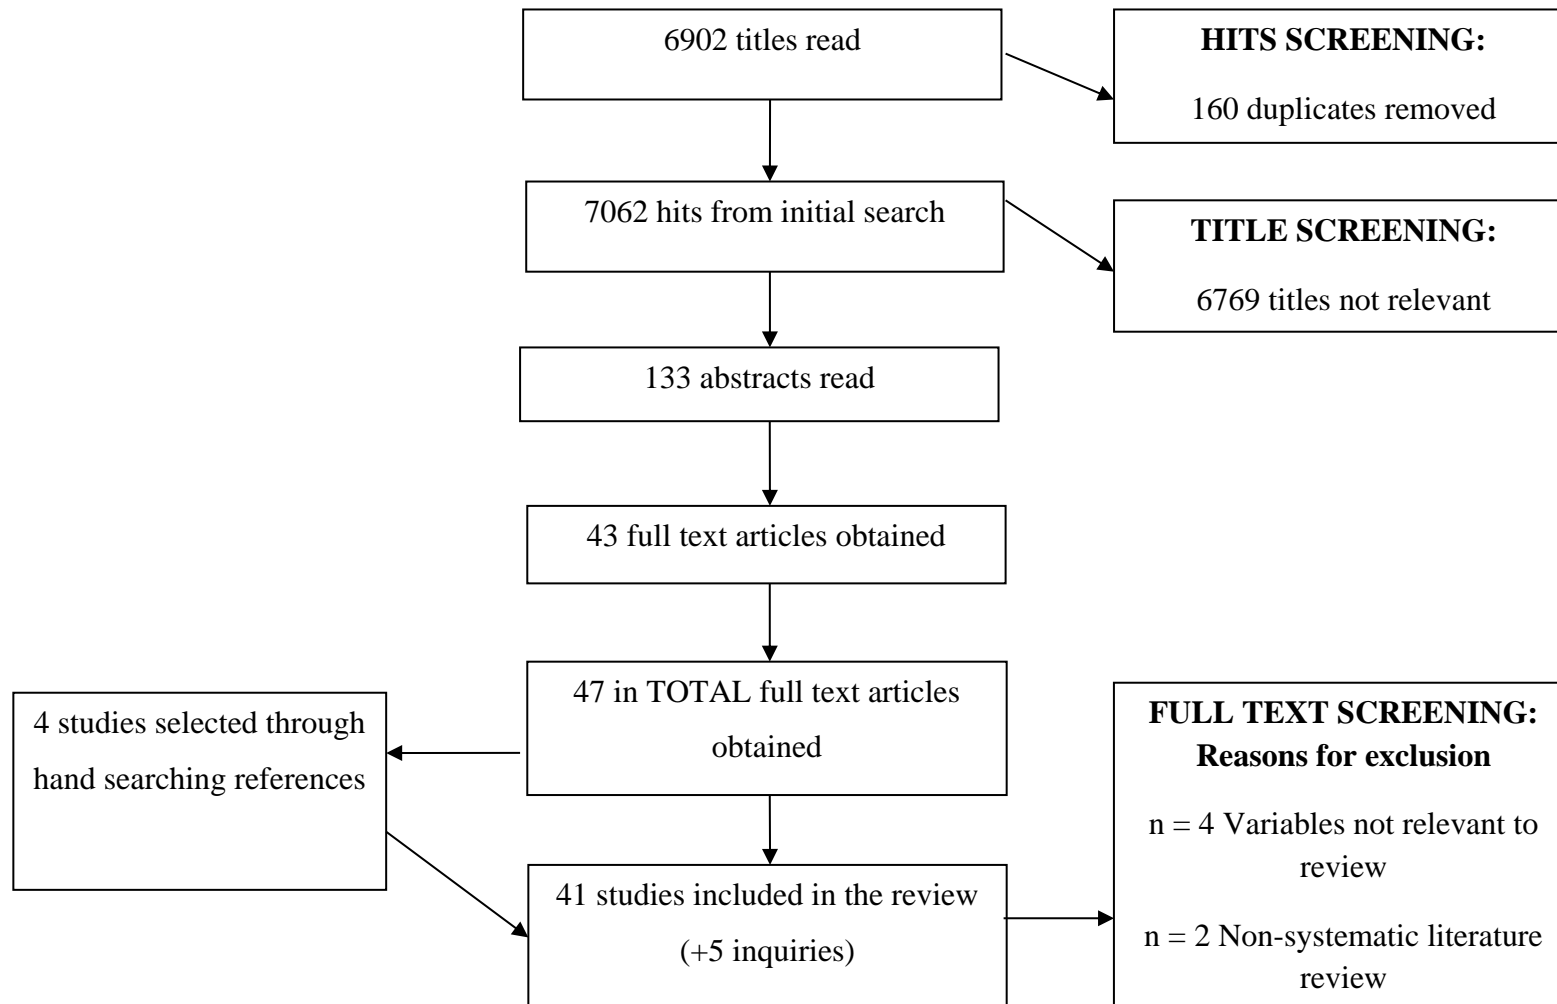 6902 titles read
HITS SCREENING:
160 duplicates removed
7062 hits from initial search
TITLE SCREENING:
6769 titles not relevant
133 abstracts read
43 full text articles obtained
47 in TOTAL full text articles
obtained
4 studies selected through
hand searching references
FULL TEXT SCREENING:
Reasons for exclusion
n = 4 Variables not relevant to
review
n = 2 Non-systematic literature
review
41 studies included in the review
(+5 inquiries)